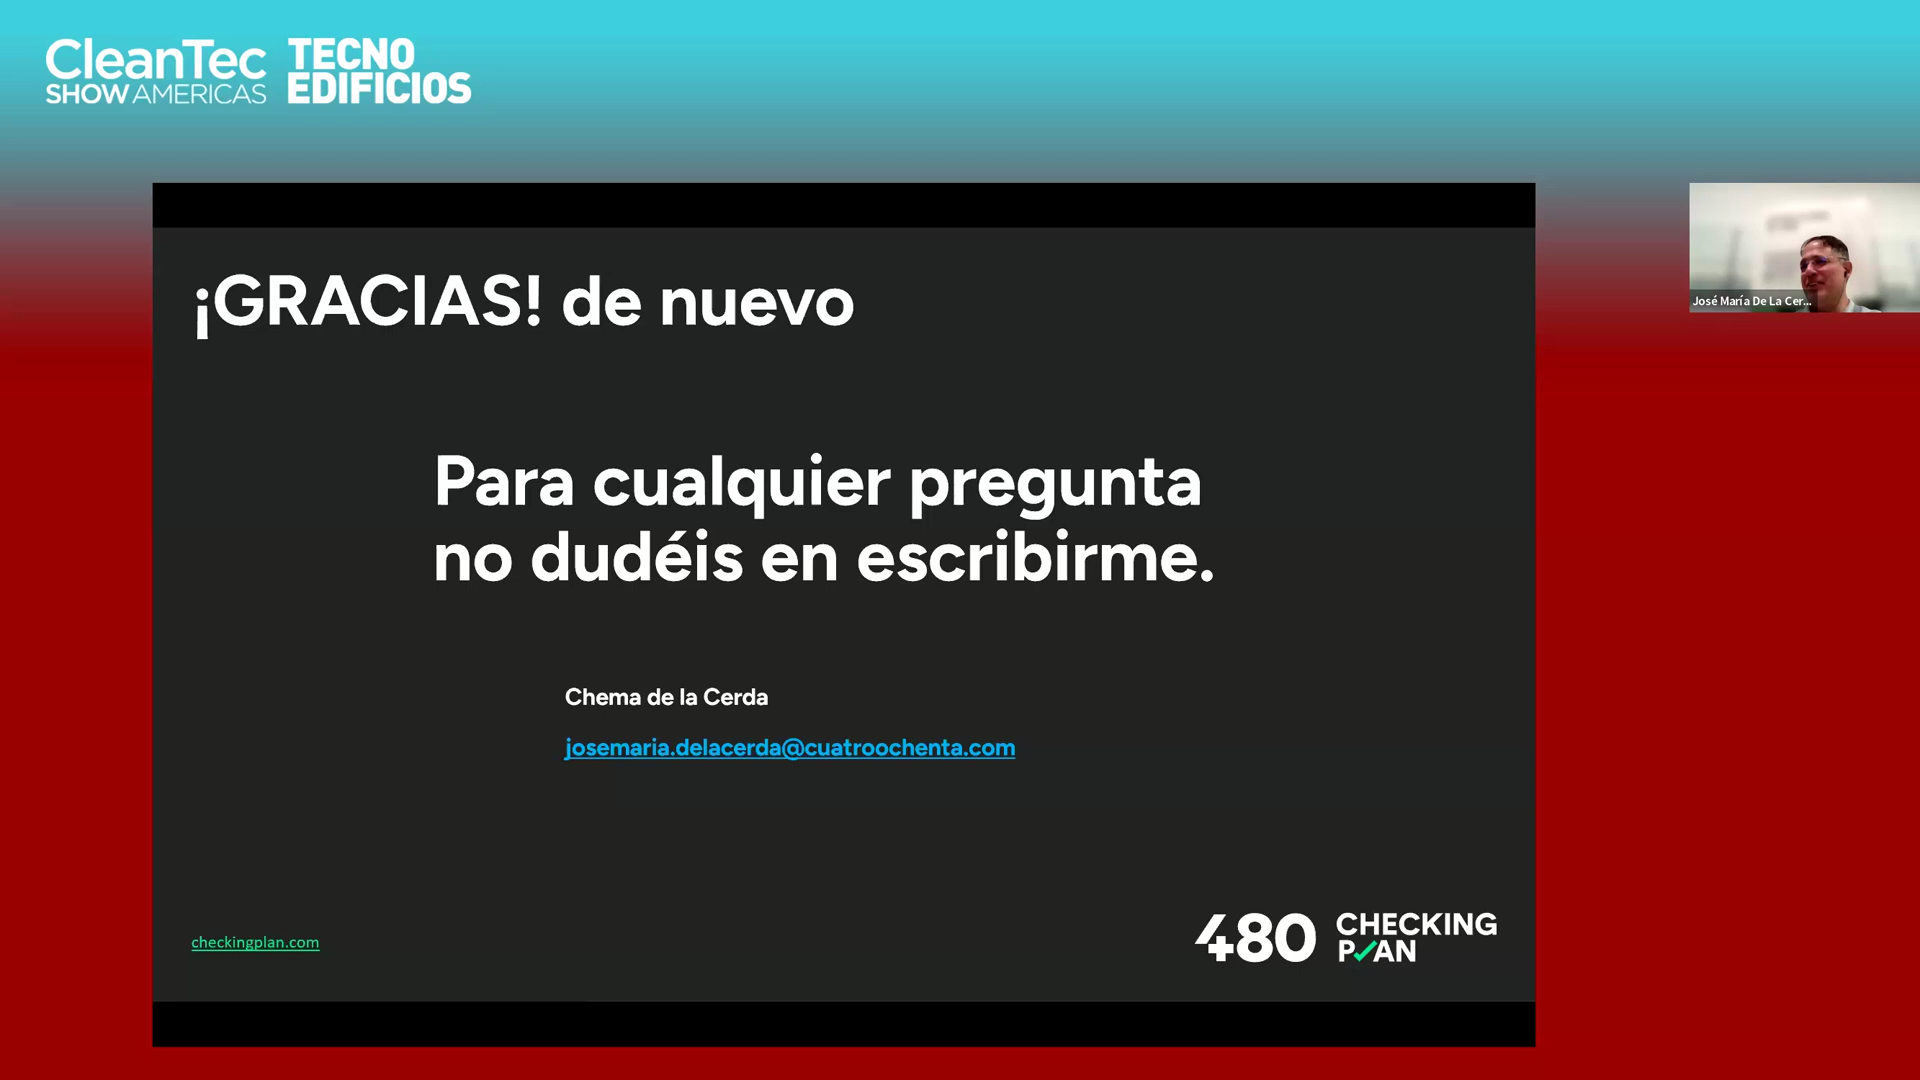 CleanTec
SHOW AMERICAS
TECNO
EDIFICIOS
¡GRACIAS! de nuevo
José María De La Cer...
Para cualquier pregunta
no dudéis en escribirme.
Chema de la Cerda
josemaria.delacerda@cuatroochenta.com
checkingplan.com
480
CHECKING
PLAN